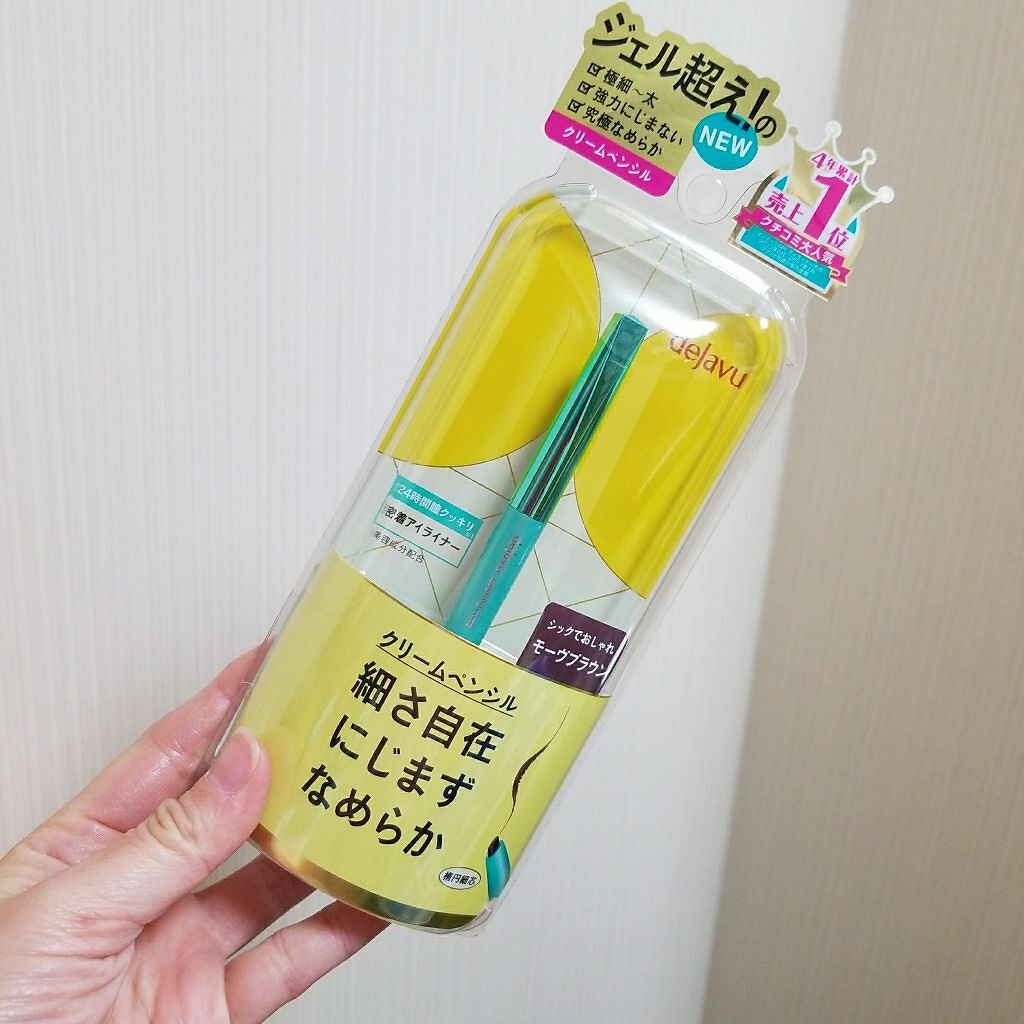 ジェル超え!の
極細～太
強力にじまない
究極なめらか
クリームペンシル
NEW
4年累計
売上1位
クチコミ大人気
dejavu
24時間瞳クッキリ
密着アイライナー
美容成分配合
シックでおしゃれ
モーヴブラウン
クリームペンシル
細さ自在
にじまず
なめらか
楕円細芯